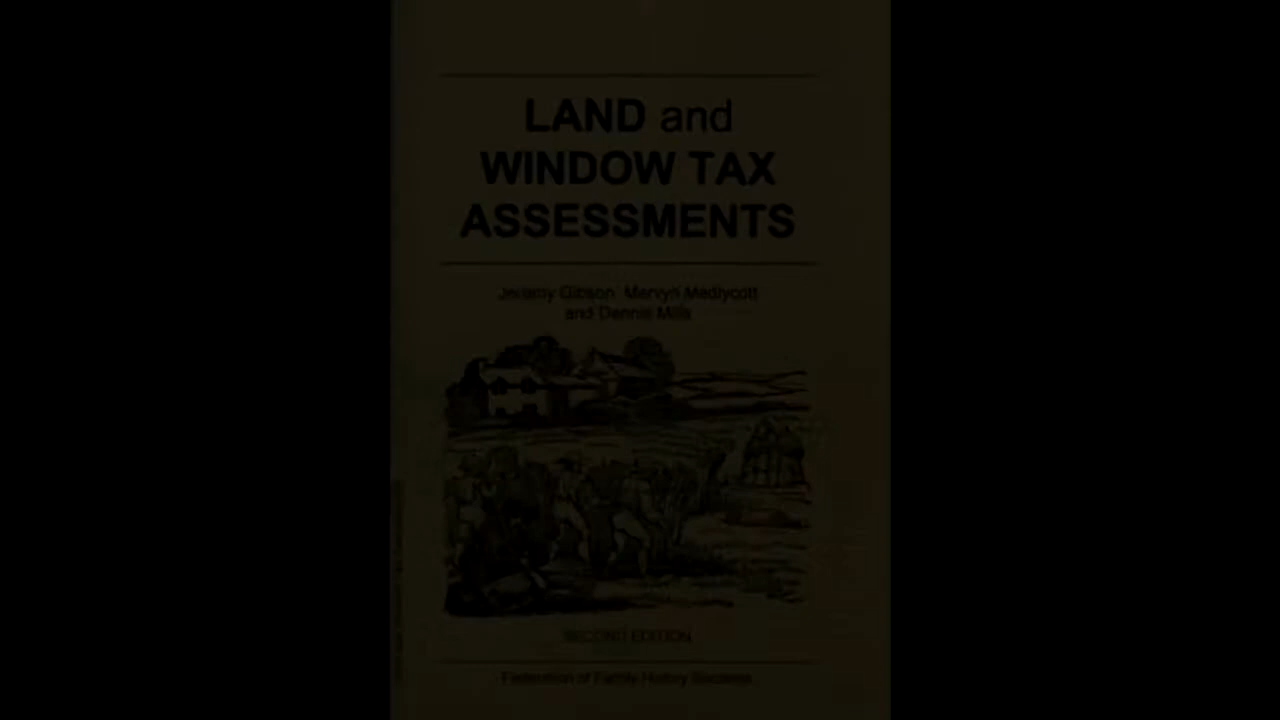 LAND and
WINDOW TAX
ASSESSMENTS
Jeremy Gibson, Mervyn Medlycott
and Dennis Mills
SECOND EDITION
Federation of Family History Societies